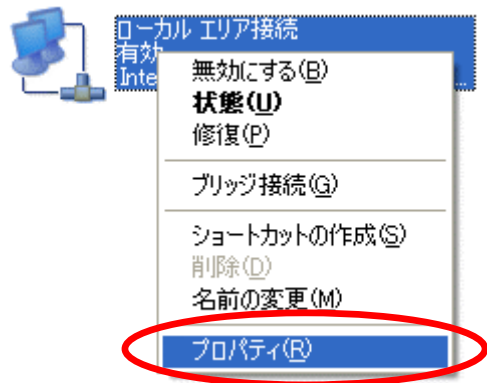 ローカル エリア接続
有効
Inte
...
無効にする(B)
状態(U)
修復(P)
ブリッジ接続(G)
ショートカットの作成(S)
削除(D)
名前の変更(M)
プロパティ(R)